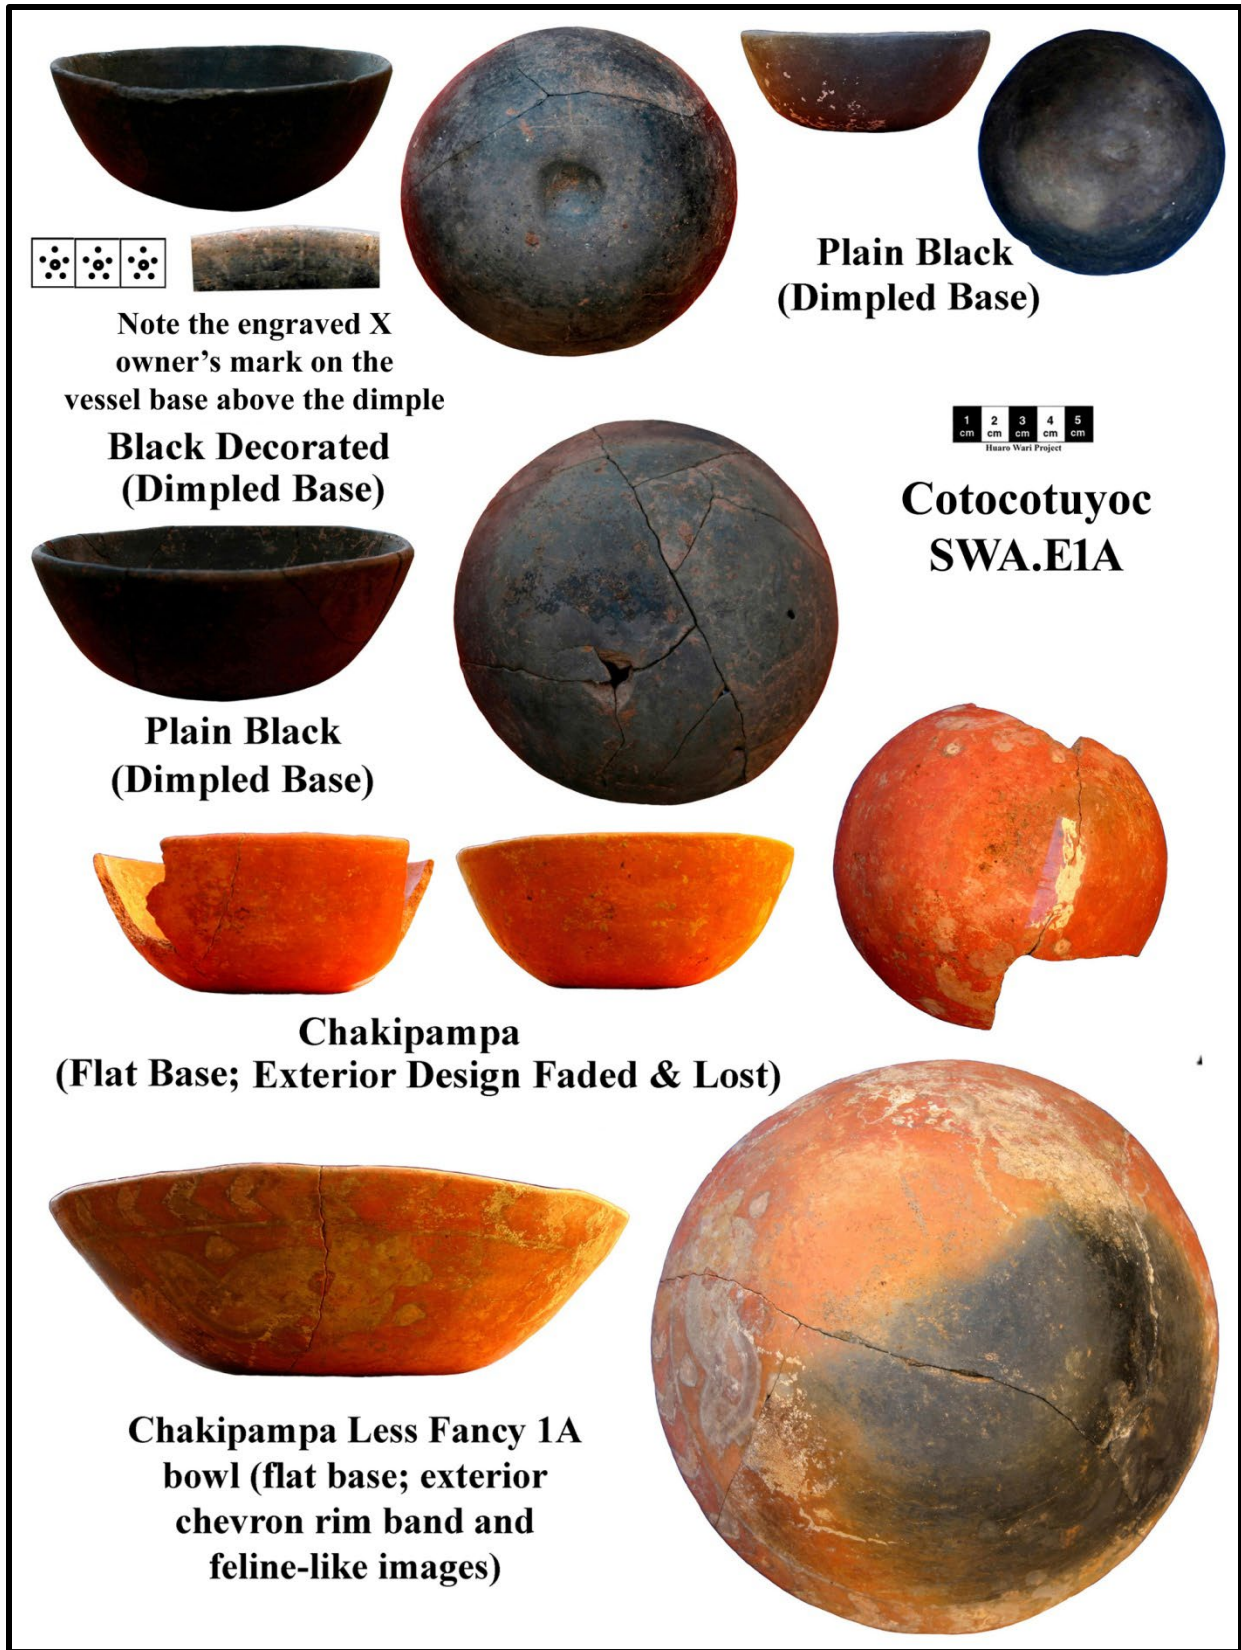 Plain Black
(Dimpled Base)
Note the engraved X
owner’s mark on the
vessel base above the dimple
Black Decorated
(Dimpled Base)
1 2 3 4 5
cm cm cm cm cm
Huaro Wari Project
Cotocotuyoc
SWA.E1A
Plain Black
(Dimpled Base)
Chakipampa
(Flat Base; Exterior Design Faded & Lost)
Chakipampa Less Fancy 1A
bowl (flat base; exterior
chevron rim band and
feline-like images)